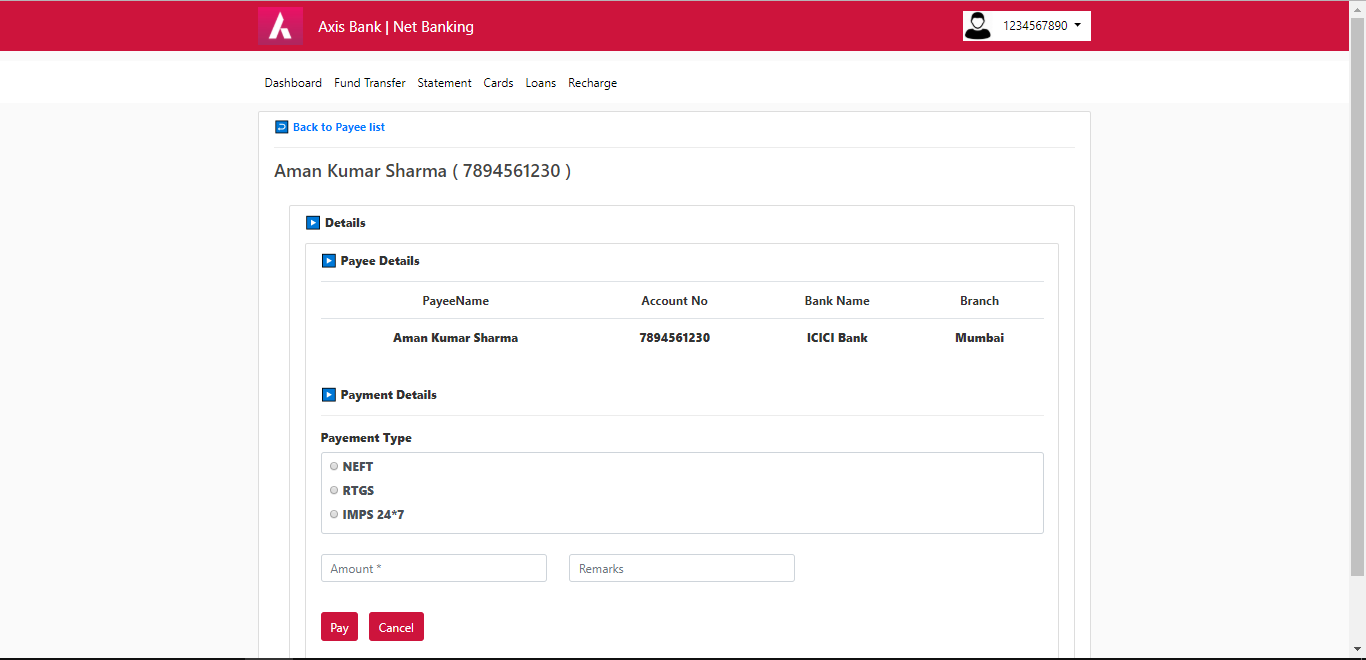 Axis Bank | Net Banking
1234567890
Dashboard Fund Transfer Statement Cards Loans Recharge
Back to Payee list
Aman Kumar Sharma ( 7894561230 )
Details
Payee Details
PayeeName Account No Bank Name Branch
Aman Kumar Sharma 7894561230 ICICI Bank Mumbai
Payment Details
Payement Type
NEFT
RTGS
IMPS 24*7
Amount * Remarks
Pay Cancel